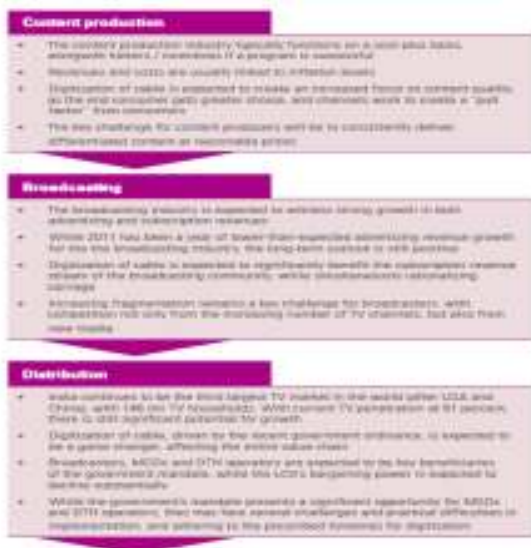 Content production
The content production industry typically functions on a cost plus basis,
if a program is successful
Revenues and costs are usually linked to inflation levels
Digitization of cable is expected to create an increased focus on content quality,
as the end consumer gets greater choice, and channels work to create a "pull
factor" from consumers
The key challenge for content producers will be to consistently deliver
differentiated content at reasonable prices
Broadcasting
The broadcasting industry is expected to witness strong growth in both
advertising and subscription revenues
While 2011 has been a year of lower-than-expected advertising revenue growth
for the broadcasting industry, the long-term outlook is still positive
Digitization of cable is expected to significantly benefit the subscription revenue
stream of the broadcasting community, while simultaneously rationalizing
carriage
Increasing fragmentation remains a key challenge for broadcasters, with
competition not only from the increasing number of TV channels, but also from
new media
Distribution
India continues to be the third largest TV market in the world (after USA and
China) with 146 mn TV households. With current TV penetration at 61 percent,
there is still significant potential for growth
Digitization of cable, driven by the recent government ordinance, is expected to
be a game changer, affecting the entire value chain
Broadcasters, MSOs and DTH operators are expected to be key beneficiaries
of the government mandate, while the LCO's bargaining power is expected to
decline substantially
While the government's mandate presents a significant opportunity for MSOs
and DTH operators, they may face several challenges and practical difficulties in
implementation, and adhering to the prescribed timelines for digitization